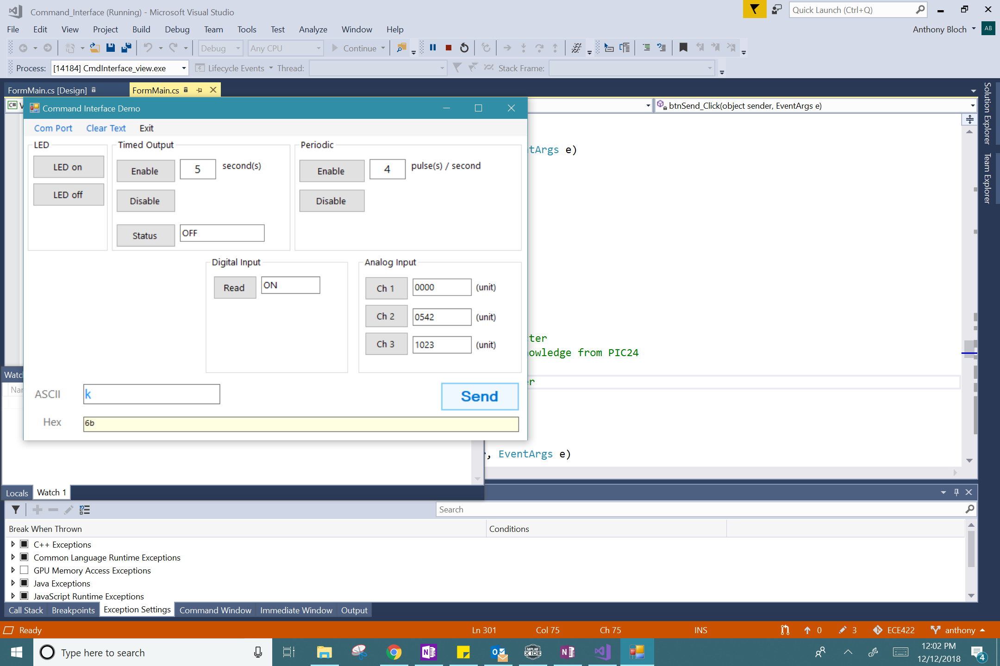 Command_Interface (Running) - Microsoft Visual Studio
Quick Launch (Ctrl+Q)
File Edit View Project Build Debug Team Tools Test Analyze Window Help
Anthony Bloch AB
Debug Any CPU Continue
Process: [14184] CmdInterface_view.exe Lifecycle Events Thread: Stack Frame:
FormMain.cs [Design] FormMain.cs
C# btnSend_Click(object sender, EventArgs e)
Solution Explorer
Team Explorer
Command Interface Demo
Com Port Clear Text Exit
LED
LED on
LED off
Timed Output
Enable 5 second(s)
Disable
Status OFF
Periodic
Enable 4 pulse(s) / second
Disable
Digital Input
Read ON
Analog Input
Ch 1 0000 (unit)
Ch 2 0542 (unit)
Ch 3 1023 (unit)
ASCII k
Send
Hex 6b
tArgs e)
ter
owledge from PIC24
er
, EventArgs e)
Watc
Nar
Locals Watch 1
Search
Break When Thrown Conditions
C++ Exceptions
Common Language Runtime Exceptions
GPU Memory Access Exceptions
Java Exceptions
JavaScript Runtime Exceptions
Call Stack Breakpoints Exception Settings Command Window Immediate Window Output
Ready Ln 301 Col 75 Ch 75 INS 0 3 ECE422 anthony
Type here to search
MPLAB
X IDE
12:02 PM
12/12/2018
4